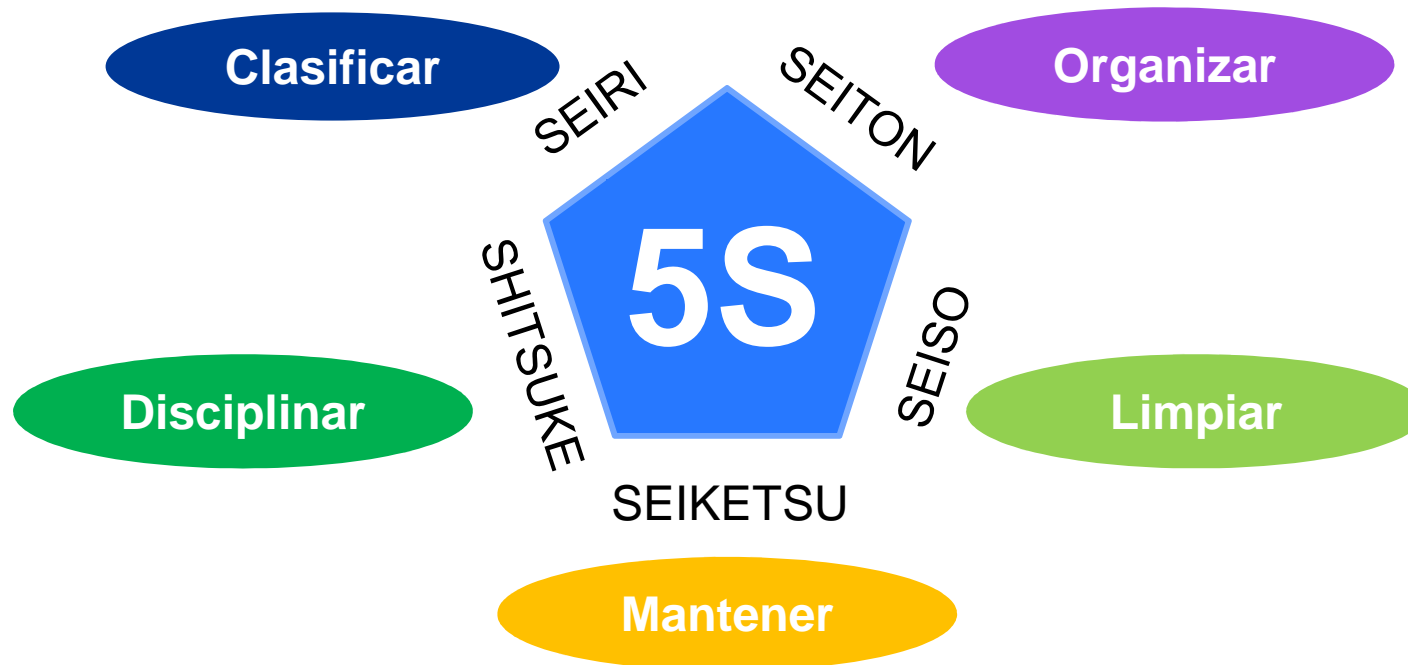 Clasificar
SEIRI
SEITON
Organizar
5S
SHITSUKE
SEISO
Disciplinar
Limpiar
SEIKETSU
Mantener